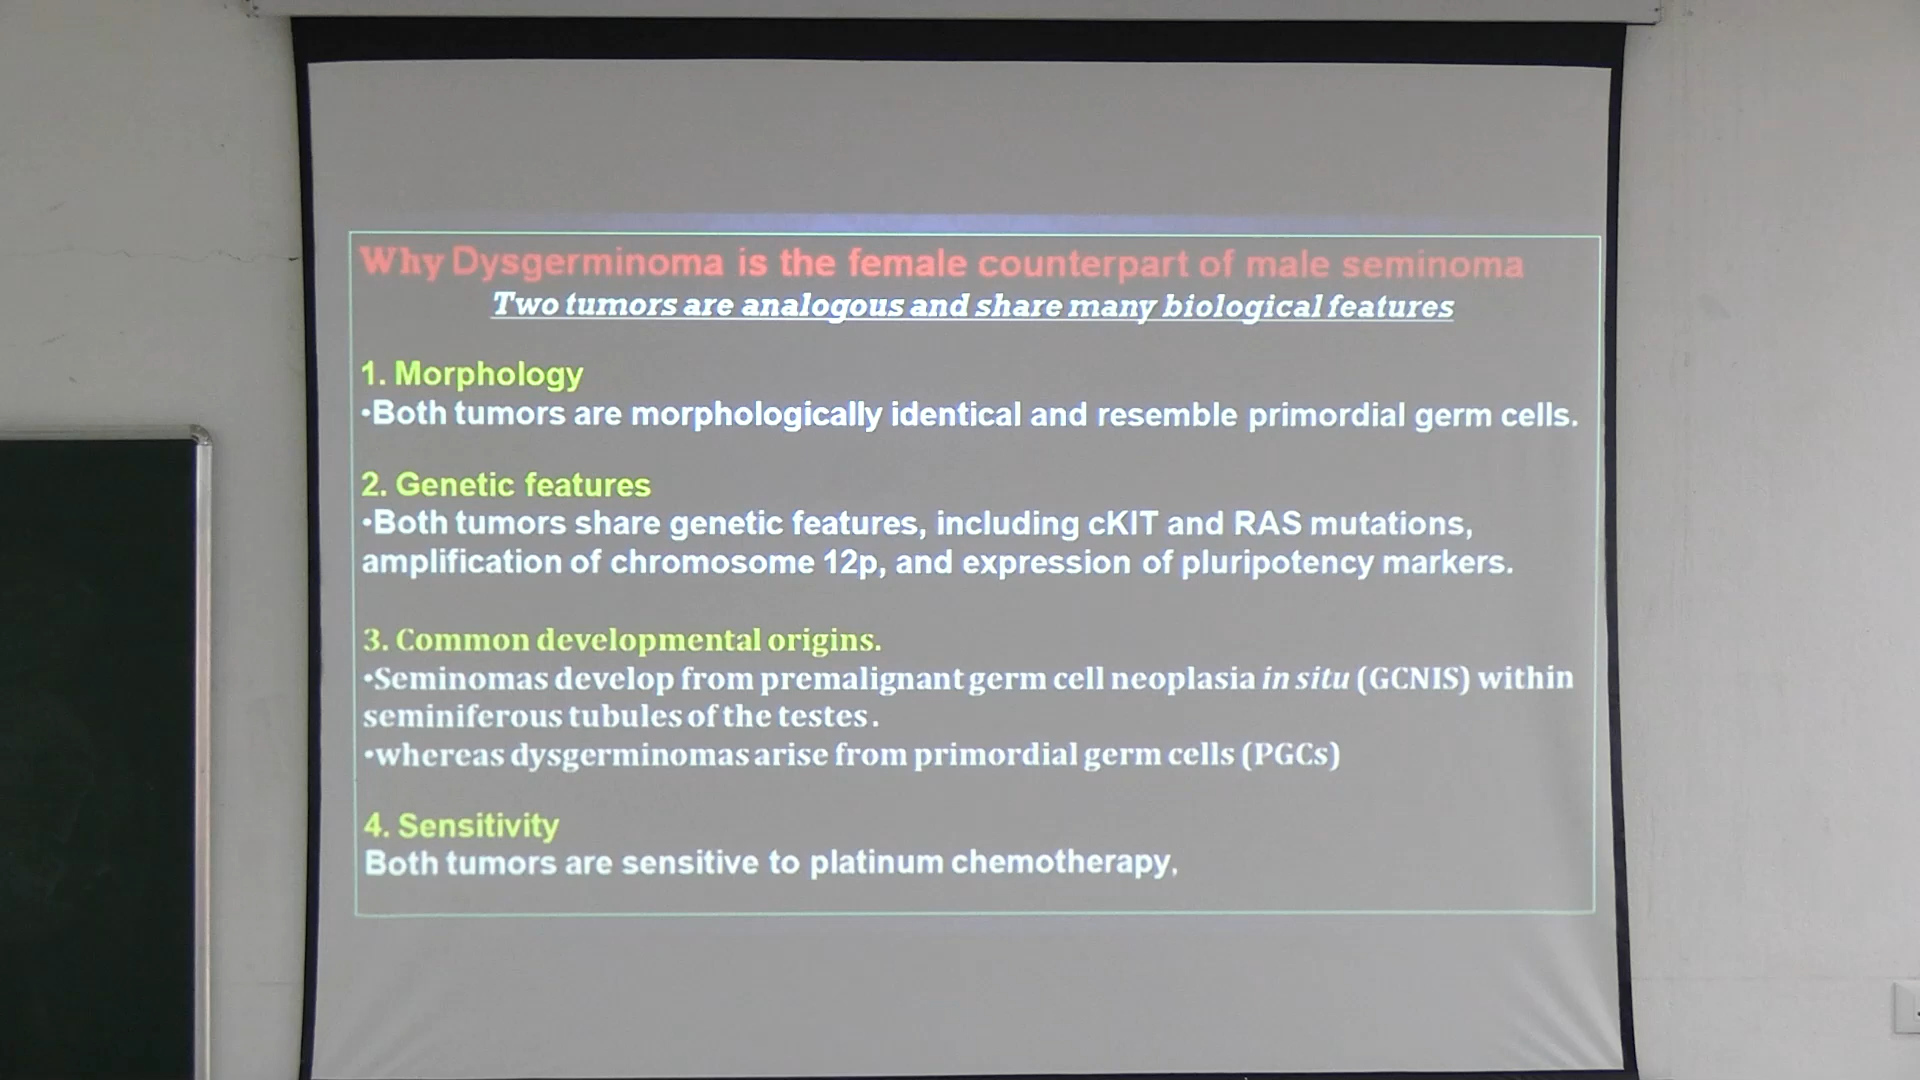 Why Dysgerminoma is the female counterpart of male seminoma
Two tumors are analogous and share many biological features
1. Morphology
•Both tumors are morphologically identical and resemble primordial germ cells.
2. Genetic features
•Both tumors share genetic features, including cKIT and RAS mutations,
amplification of chromosome 12p, and expression of pluripotency markers.
3. Common developmental origins.
•Seminomas develop from premalignant germ cell neoplasia in situ (GCNIS) within
seminiferous tubules of the testes.
•whereas dysgerminomas arise from primordial germ cells (PGCs)
4. Sensitivity
Both tumors are sensitive to platinum chemotherapy,